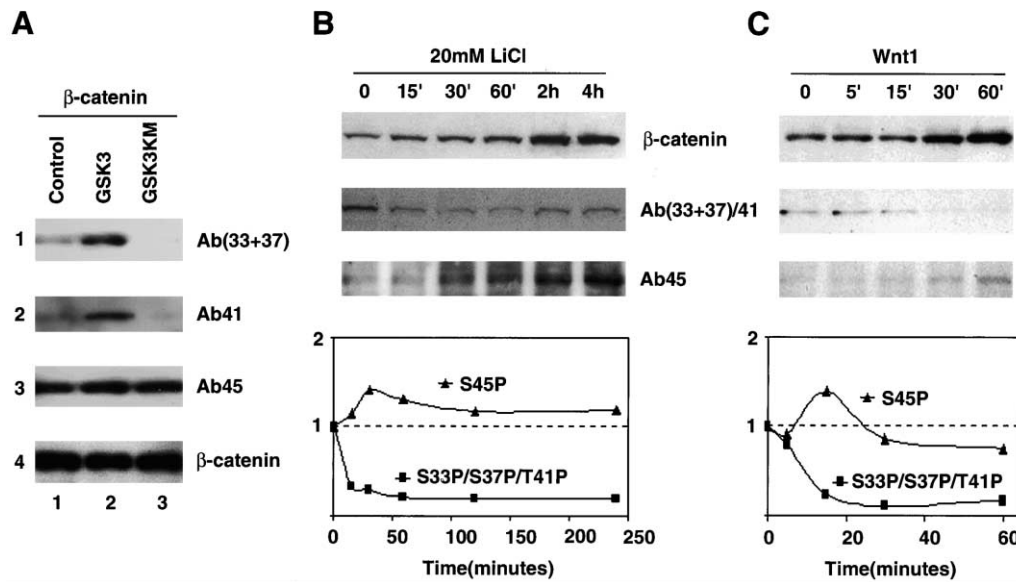 A
β-catenin
Control
GSK3
GSK3KM
1 Ab(33+37)
2 Ab41
3 Ab45
4 β-catenin
1 2 3
B
20mM LiCl
0 15' 30' 60' 2h 4h
β-catenin
Ab(33+37)/41
Ab45
2
1
0
S45P
S33P/S37P/T41P
0 50 100 150 200 250
Time(minutes)
C
Wnt1
0 5' 15' 30' 60'
2
1
0
S45P
S33P/S37P/T41P
0 20 40 60
Time(minutes)